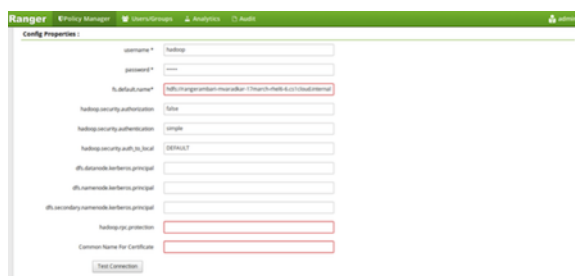 Ranger Policy Manager Users/Groups Analytics Audit admin
Config Properties :
username * hadoop
password * •••••
fs.default.name*
hadoop.security.authorization false
hadoop.security.authentication simple
hadoop.security.auth_to_local DEFAULT
dfs.datanode.kerberos.principal
dfs.namenode.kerberos.principal
dfs.secondary.namenode.kerberos.principal
hadoop.rpc.protection
Common Name For Certificate
Test Connection